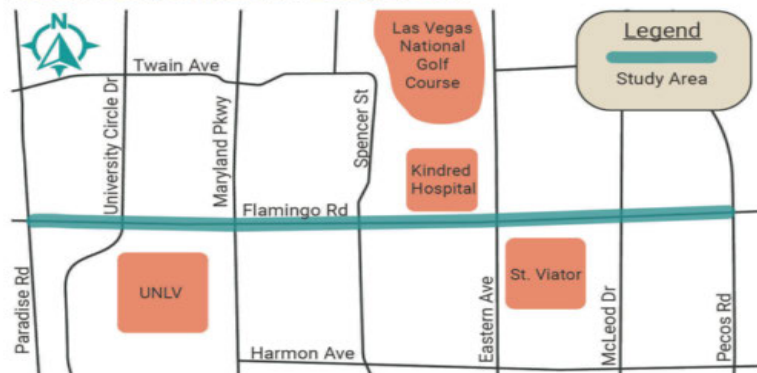 N
Las Vegas
National
Golf
Course
Legend
Study Area
Twain Ave
University Circle Dr
Maryland Pkwy
Spencer St
Kindred
Hospital
Flamingo Rd
Paradise Rd
UNLV
Eastern Ave
St. Viator
McLeod Dr
Pecos Rd
Harmon Ave